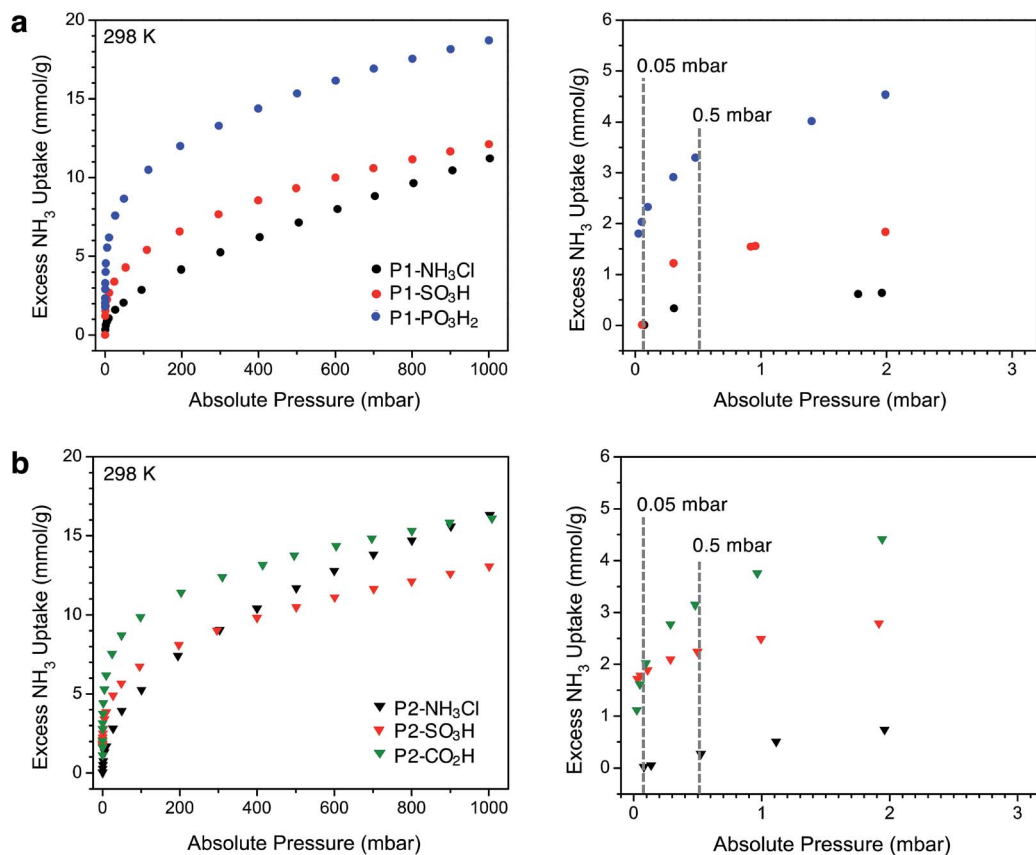 a
298 K
Excess NH₃ Uptake (mmol/g)
20
15
10
5
0
0 200 400 600 800 1000
Absolute Pressure (mbar)
P1-NH₃Cl
P1-SO₃H
P1-PO₃H₂
Excess NH₃ Uptake (mmol/g)
6
5
4
3
2
1
0
0 1 2 3
Absolute Pressure (mbar)
0.05 mbar
0.5 mbar
b
298 K
Excess NH₃ Uptake (mmol/g)
20
15
10
5
0
0 200 400 600 800 1000
Absolute Pressure (mbar)
P2-NH₃Cl
P2-SO₃H
P2-CO₂H
Excess NH₃ Uptake (mmol/g)
6
5
4
3
2
1
0
0 1 2 3
Absolute Pressure (mbar)
0.05 mbar
0.5 mbar